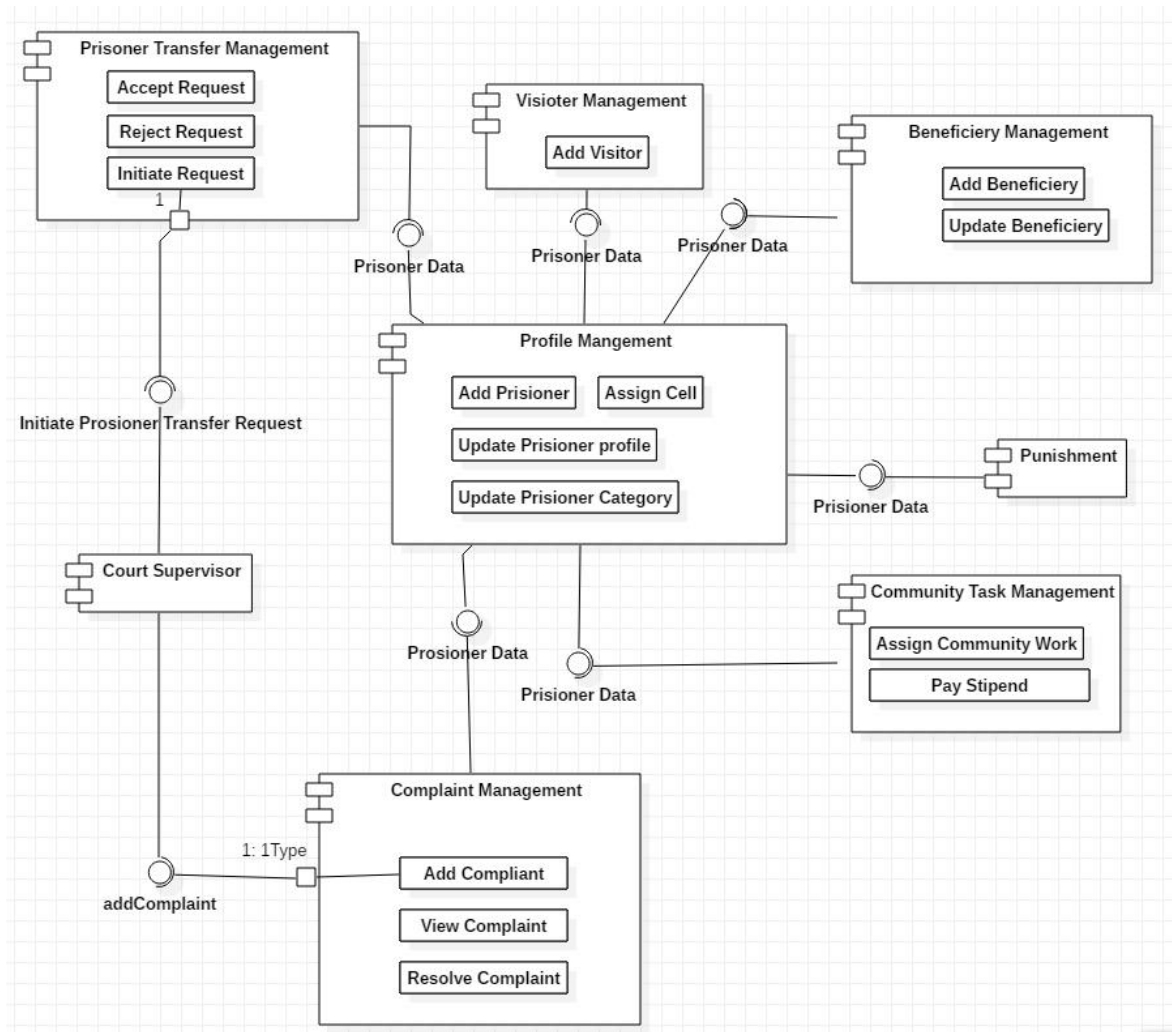 Prisoner Transfer Management
Accept Request
Reject Request
Initiate Request
1
Visioter Management
Add Visitor
Beneficiery Management
Add Beneficiery
Update Beneficiery
Prisoner Data
Prisoner Data
Prisoner Data
Profile Mangement
Add Prisioner
Assign Cell
Update Prisioner profile
Update Prisioner Category
Initiate Prosioner Transfer Request
Punishment
Prisioner Data
Court Supervisor
Community Task Management
Assign Community Work
Pay Stipend
Prosioner Data
Prisioner Data
Complaint Management
1: 1Type
Add Compliant
addComplaint
View Complaint
Resolve Complaint